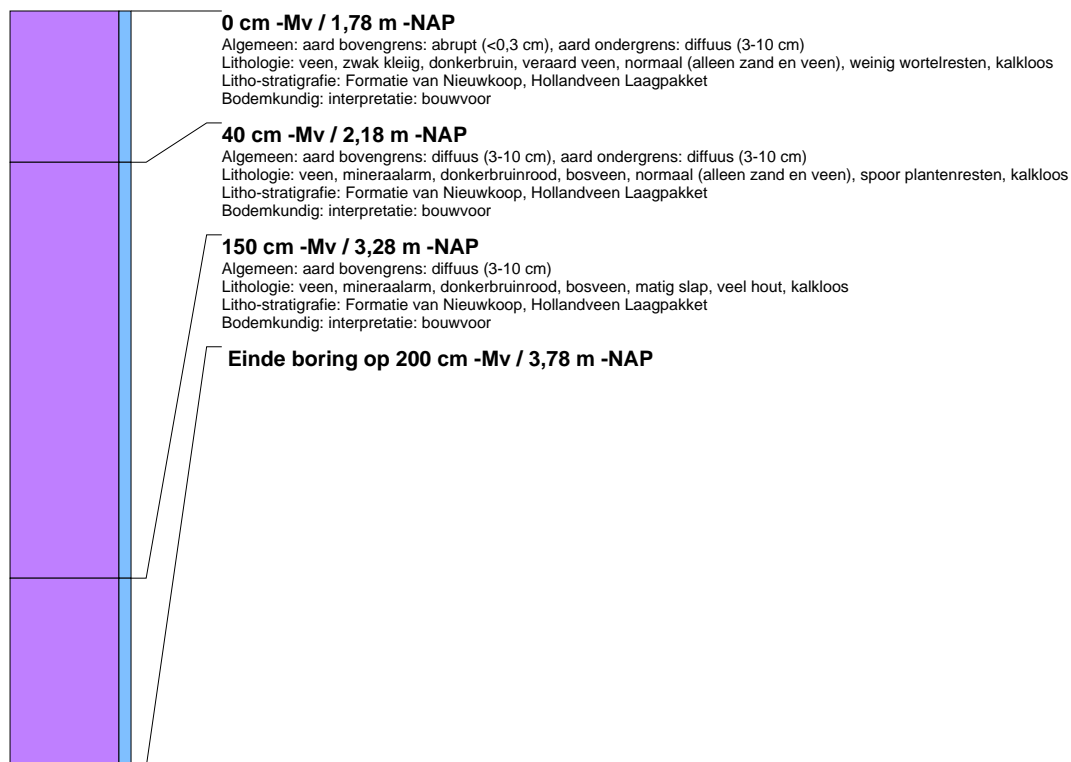 0 cm -Mv / 1,78 m -NAP
Algemeen: aard bovengrens: abrupt (<0,3 cm), aard ondergrens: diffuus (3-10 cm)
Lithologie: veen, zwak kleiig, donkerbruin, veraard veen, normaal (alleen zand en veen), weinig wortelresten, kalkloos
Litho-stratigrafie: Formatie van Nieuwkoop, Hollandveen Laagpakket
Bodemkundig: interpretatie: bouwvoor
40 cm -Mv / 2,18 m -NAP
Algemeen: aard bovengrens: diffuus (3-10 cm), aard ondergrens: diffuus (3-10 cm)
Lithologie: veen, mineraalarm, donkerbruinrood, bosveen, normaal (alleen zand en veen), spoor plantenresten, kalkloos
Litho-stratigrafie: Formatie van Nieuwkoop, Hollandveen Laagpakket
Bodemkundig: interpretatie: bouwvoor
150 cm -Mv / 3,28 m -NAP
Algemeen: aard bovengrens: diffuus (3-10 cm)
Lithologie: veen, mineraalarm, donkerbruinrood, bosveen, matig slap, veel hout, kalkloos
Litho-stratigrafie: Formatie van Nieuwkoop, Hollandveen Laagpakket
Bodemkundig: interpretatie: bouwvoor
Einde boring op 200 cm -Mv / 3,78 m -NAP